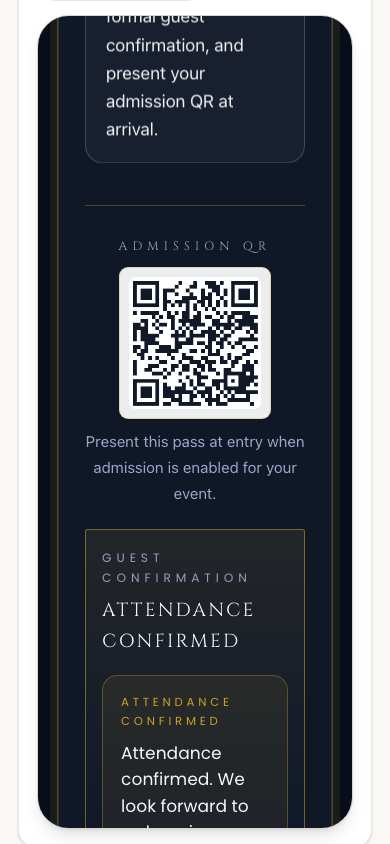 formal guest
confirmation, and
present your
admission QR at
arrival.
ADMISSION QR
Present this pass at entry when
admission is enabled for your
event.
GUEST
CONFIRMATION
ATTENDANCE
CONFIRMED
ATTENDANCE
CONFIRMED
Attendance
confirmed. We
look forward to